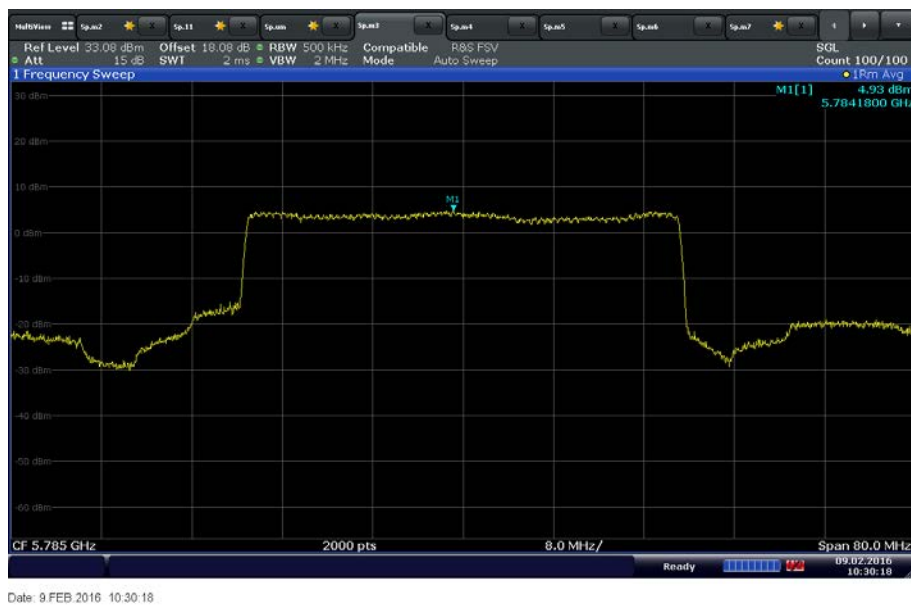 MultiView Sp.m2 X Sp.11 X Sp.um X Sp.m3 X Sp.m4 X Sp.m5 X Sp.m6 X Sp.m7 X
Ref Level 33.08 dBm Offset 18.08 dB RBW 500 kHz Compatible R&S FSV SGL
Att 15 dB SWT 2 ms VBW 2 MHz Mode Auto Sweep Count 100/100
1 Frequency Sweep 1Rm Avg
M1[1] 4.93 dBm
5.7841800 GHz
30 dBm
20 dBm
10 dBm
M1
0 dBm
-10 dBm
-20 dBm
-30 dBm
-40 dBm
-50 dBm
-60 dBm
CF 5.785 GHz 2000 pts 8.0 MHz/ Span 80.0 MHz
Ready 09.02.2016
10:30:18
Date: 9.FEB.2016 10:30:18